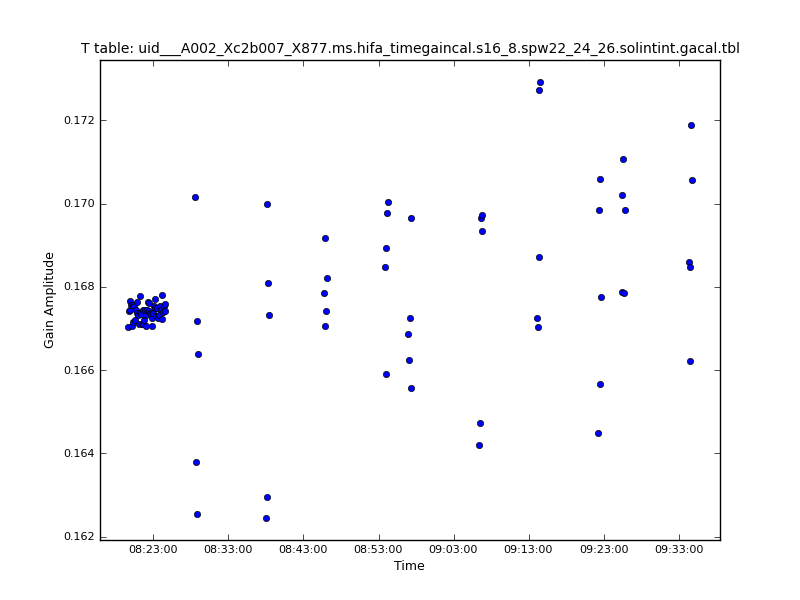 T table: uid___A002_Xc2b007_X877.ms.hifa_timegaincal.s16_8.spw22_24_26.solintint.gacal.tbl
0.172
0.170
0.168
0.166
0.164
0.162
Gain Amplitude
08:23:00 08:33:00 08:43:00 08:53:00 09:03:00 09:13:00 09:23:00 09:33:00
Time